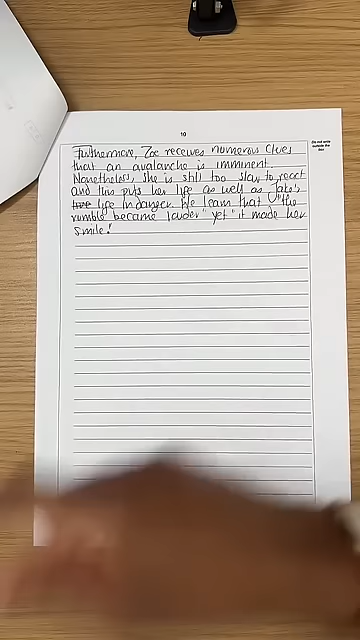 10
Do not write
outside the
box
Furthermore, Zoe receives numerous clues
that an avalanche is imminent.
Nonetheless, she is still too slow to react
and this puts her life as well as Jake's
life in danger. We learn that "the
rumble became louder" yet "it made her
smile."